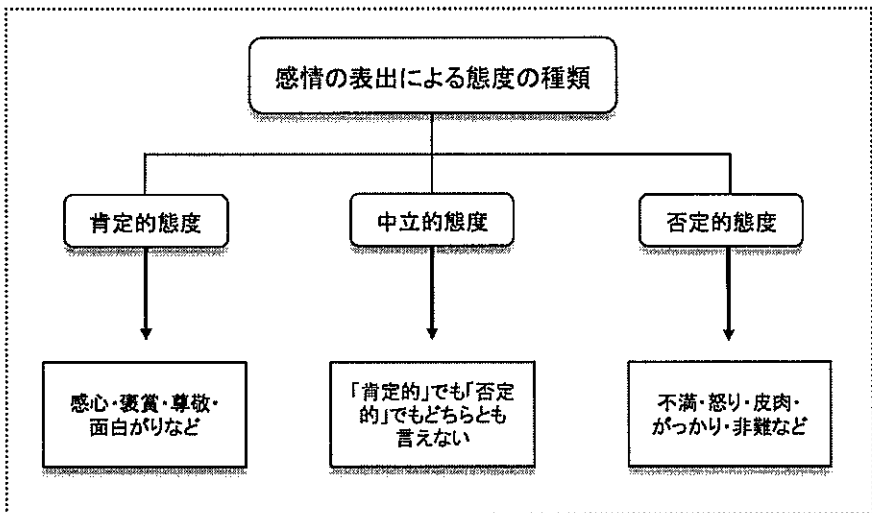 感情の表出による態度の種類
肯定的態度
中立的態度
否定的態度
感心・褒賞・尊敬・
面白がりなど
「肯定的」でも「否定
的」でもどちらとも
言えない
不満・怒り・皮肉・
がっかり・非難など